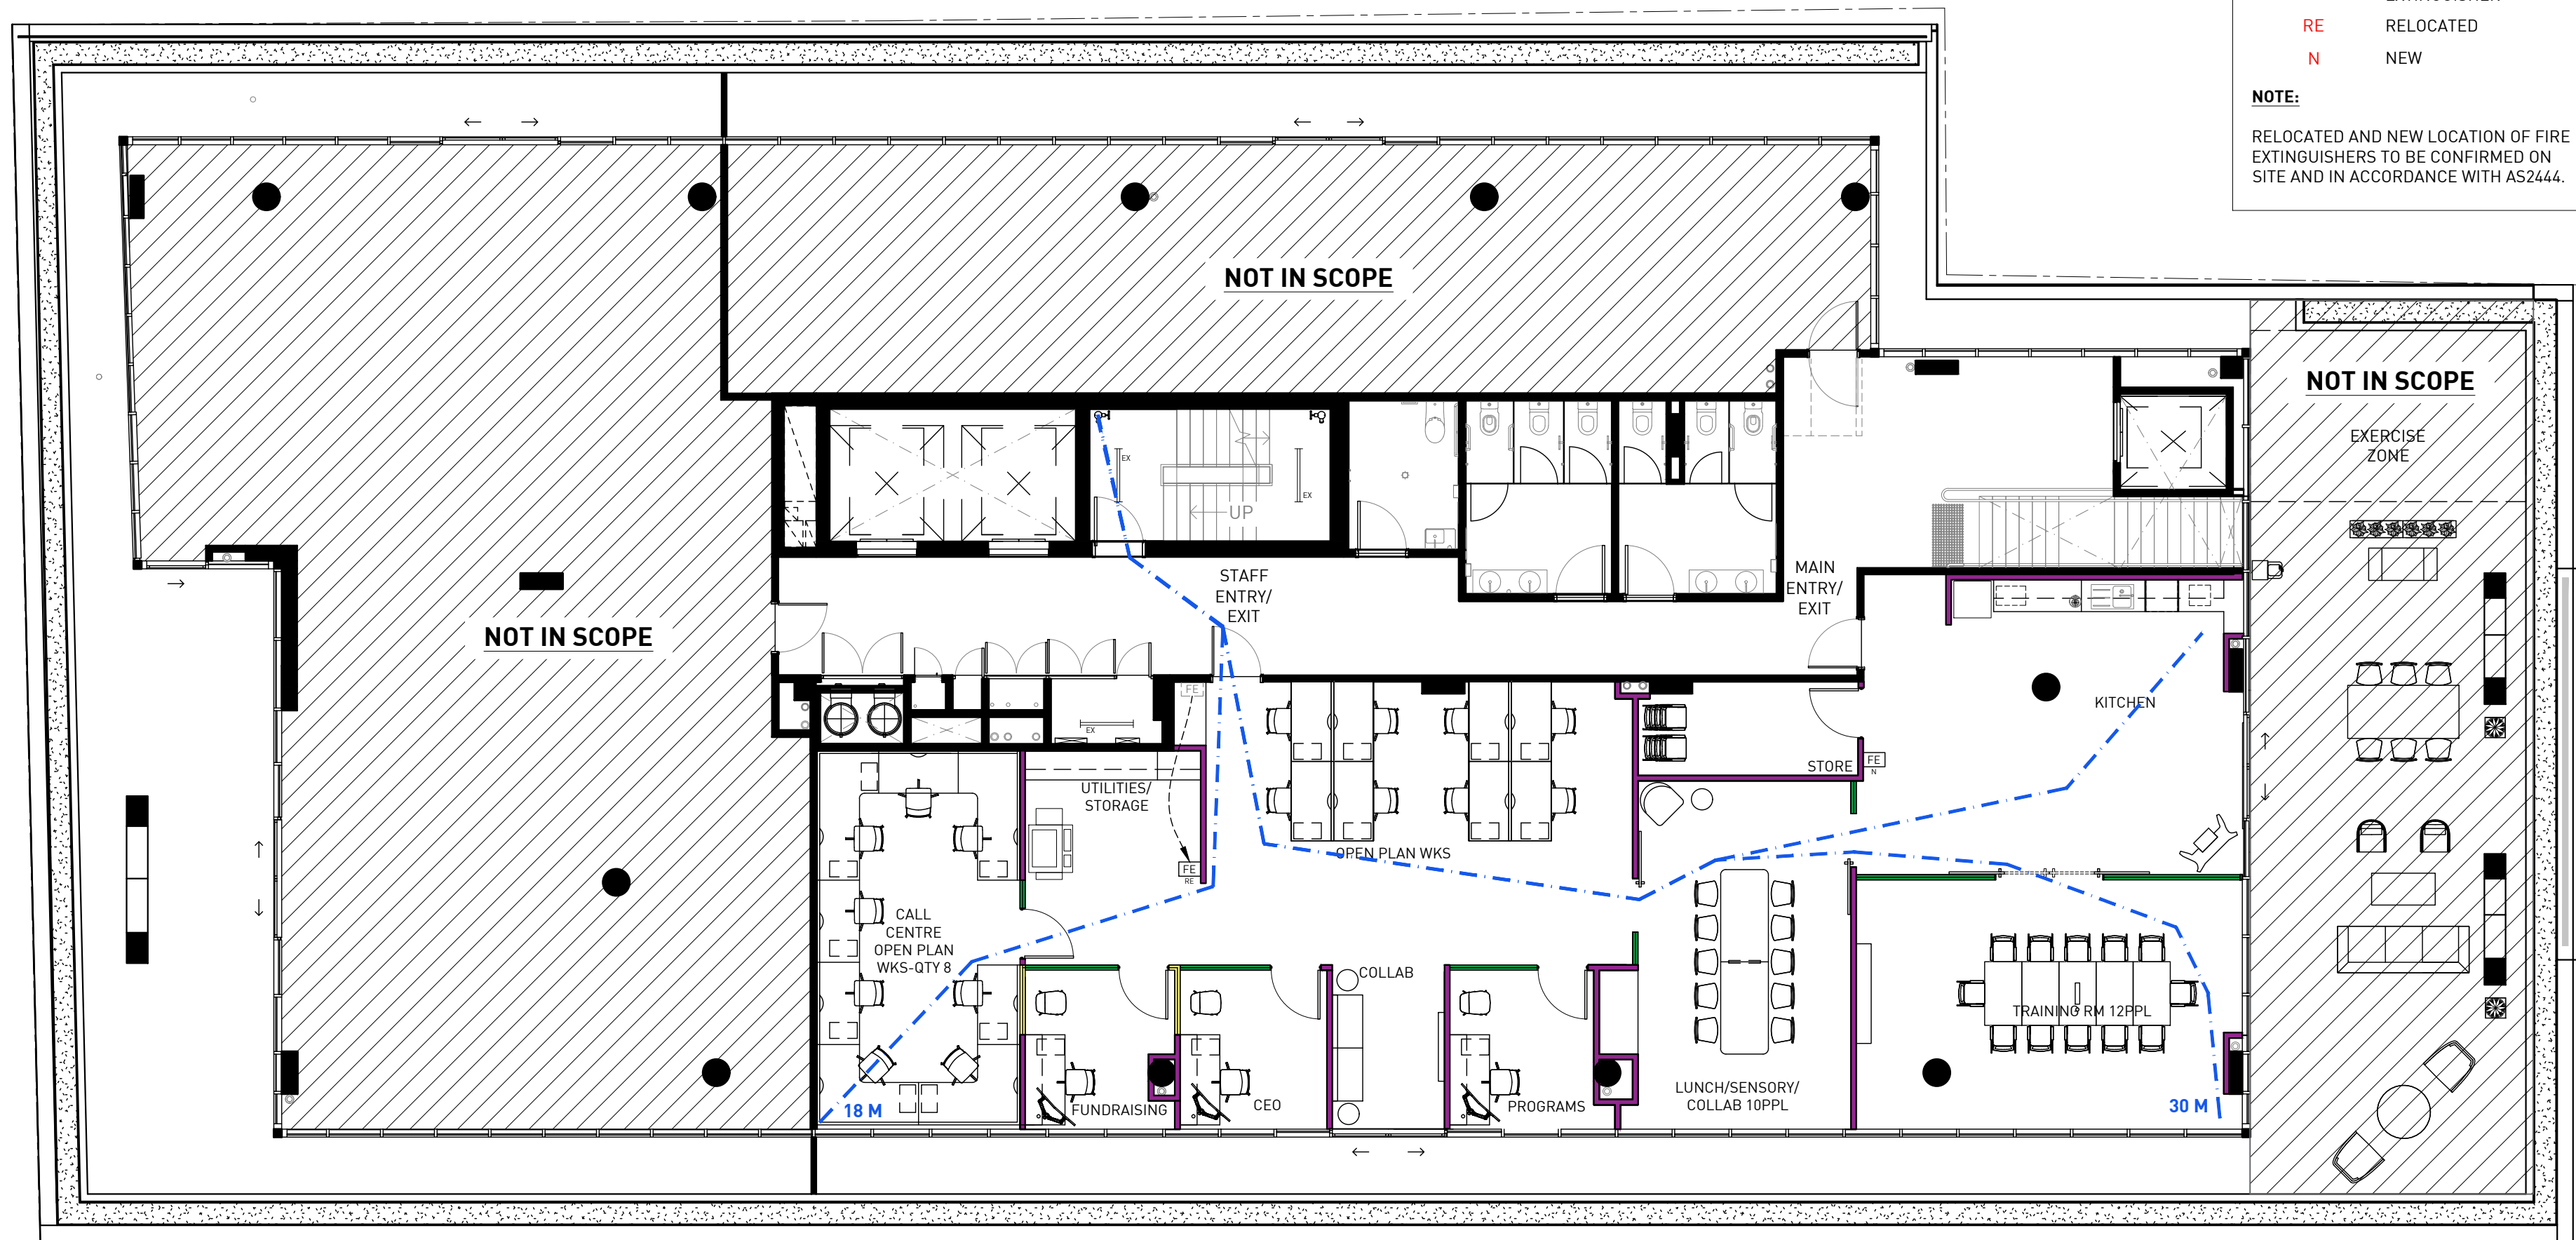 RE RELOCATED
N NEW
NOTE:
RELOCATED AND NEW LOCATION OF FIRE
EXTINGUISHERS TO BE CONFIRMED ON
SITE AND IN ACCORDANCE WITH AS2444.
NOT IN SCOPE
NOT IN SCOPE
EXERCISE
ZONE
EX
EX
UP
STAFF
ENTRY/
EXIT
MAIN
ENTRY/
EXIT
NOT IN SCOPE
FE
KITCHEN
EX
STORE
FE
N
UTILITIES/
STORAGE
OPEN PLAN WKS
FE
RE
CALL
CENTRE
OPEN PLAN
WKS-QTY 8
COLLAB
TRAINING RM 12PPL
LUNCH/SENSORY/
COLLAB 10PPL
18 M
FUNDRAISING
CEO
PROGRAMS
30 M